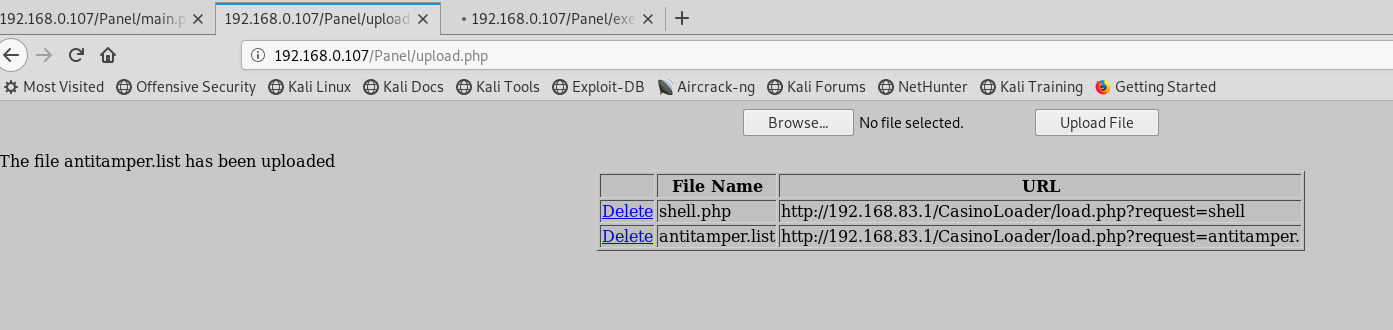 192.168.0.107/Panel/main.p
192.168.0.107/Panel/upload
• 192.168.0.107/Panel/exe
192.168.0.107/Panel/upload.php
Most Visited Offensive Security Kali Linux Kali Docs Kali Tools Exploit-DB Aircrack-ng Kali Forums NetHunter Kali Training Getting Started
Browse... No file selected. Upload File
The file antitamper.list has been uploaded
File Name URL
Delete shell.php http://192.168.83.1/CasinoLoader/load.php?request=shell
Delete antitamper.list http://192.168.83.1/CasinoLoader/load.php?request=antitamper.